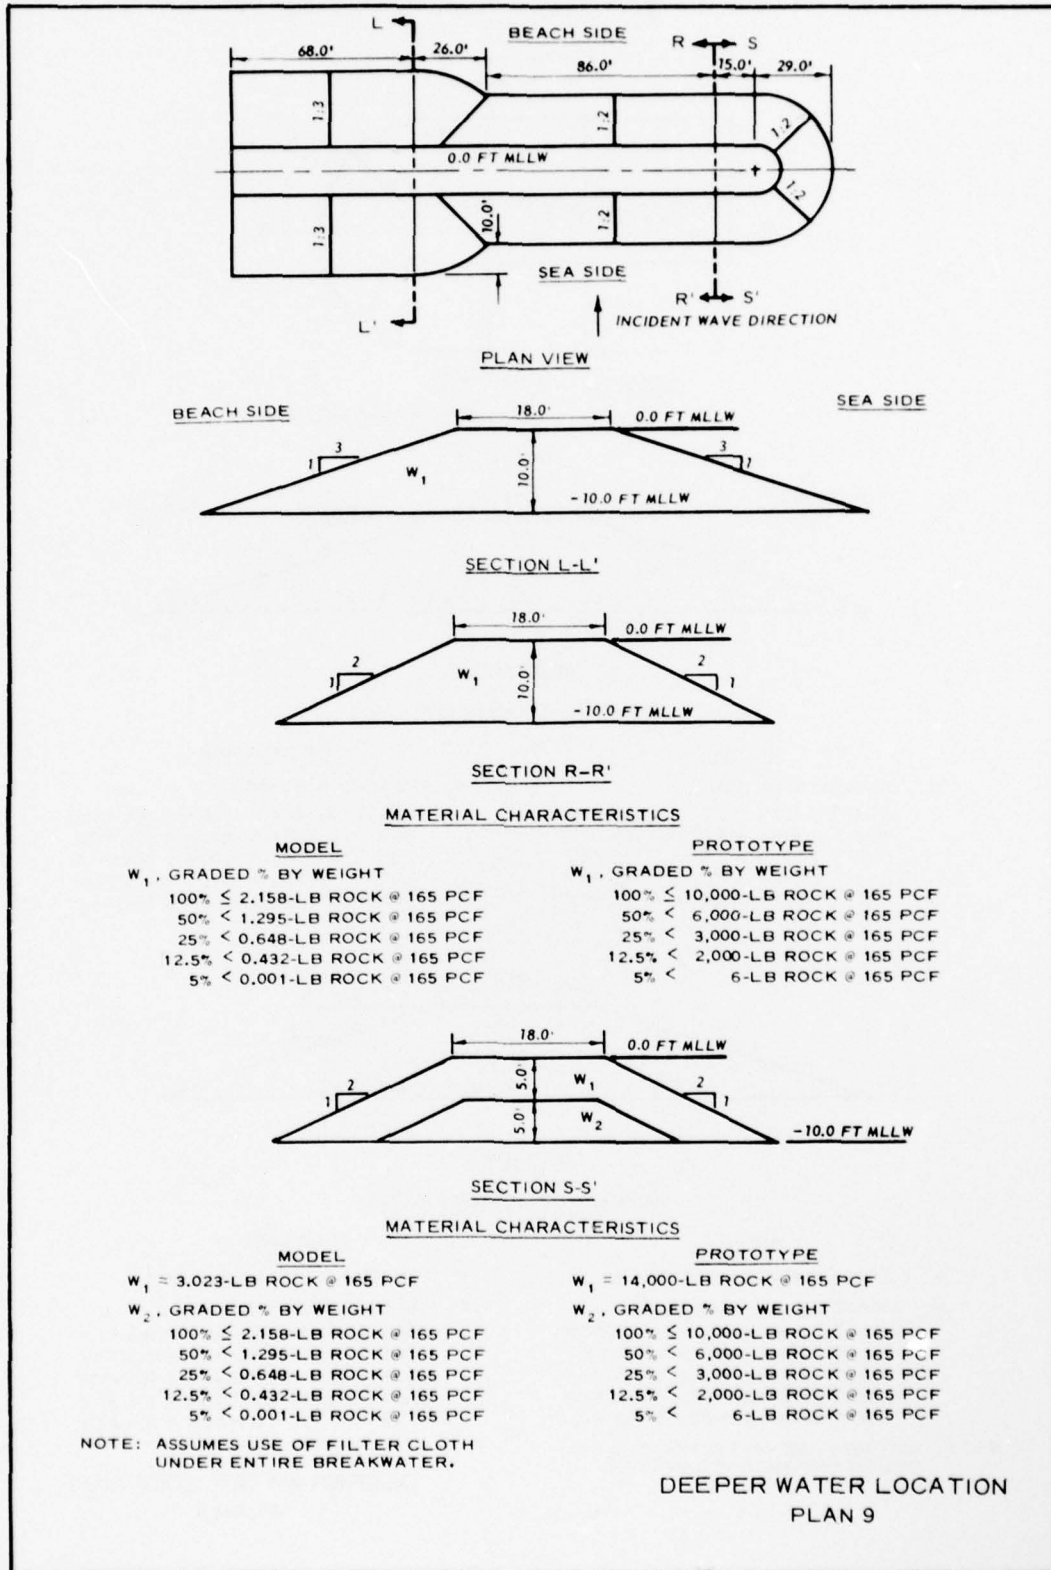 L
BEACH SIDE
68.0'
26.0'
R
S
86.0'
15.0'
29.0'
1:3
1:2
1:2
0.0 FT MLLW
1:3
10.0'
1:2
1:2
SEA SIDE
L'
R'
S'
INCIDENT WAVE DIRECTION
PLAN VIEW
BEACH SIDE
SEA SIDE
18.0'
0.0 FT MLLW
3
1
W1
10.0'
3
1
-10.0 FT MLLW
SECTION L-L'
18.0'
0.0 FT MLLW
2
1
W1
10.0'
2
1
-10.0 FT MLLW
SECTION R-R'
MATERIAL CHARACTERISTICS
MODEL
W1, GRADED % BY WEIGHT
100% ≤ 2.158-LB ROCK @ 165 PCF
50% < 1.295-LB ROCK @ 165 PCF
25% < 0.648-LB ROCK @ 165 PCF
12.5% < 0.432-LB ROCK @ 165 PCF
5% < 0.001-LB ROCK @ 165 PCF
PROTOTYPE
W1, GRADED % BY WEIGHT
100% ≤ 10,000-LB ROCK @ 165 PCF
50% < 6,000-LB ROCK @ 165 PCF
25% < 3,000-LB ROCK @ 165 PCF
12.5% < 2,000-LB ROCK @ 165 PCF
5% < 6-LB ROCK @ 165 PCF
18.0'
0.0 FT MLLW
2
1
5.0'
W1
2
1
5.0'
W2
-10.0 FT MLLW
SECTION S-S'
MATERIAL CHARACTERISTICS
MODEL
W1 = 3.023-LB ROCK @ 165 PCF
W2, GRADED % BY WEIGHT
100% ≤ 2.158-LB ROCK @ 165 PCF
50% < 1.295-LB ROCK @ 165 PCF
25% < 0.648-LB ROCK @ 165 PCF
12.5% < 0.432-LB ROCK @ 165 PCF
5% < 0.001-LB ROCK @ 165 PCF
PROTOTYPE
W1 = 14,000-LB ROCK @ 165 PCF
W2, GRADED % BY WEIGHT
100% ≤ 10,000-LB ROCK @ 165 PCF
50% < 6,000-LB ROCK @ 165 PCF
25% < 3,000-LB ROCK @ 165 PCF
12.5% < 2,000-LB ROCK @ 165 PCF
5% < 6-LB ROCK @ 165 PCF
NOTE: ASSUMES USE OF FILTER CLOTH
UNDER ENTIRE BREAKWATER.
DEEPER WATER LOCATION
PLAN 9